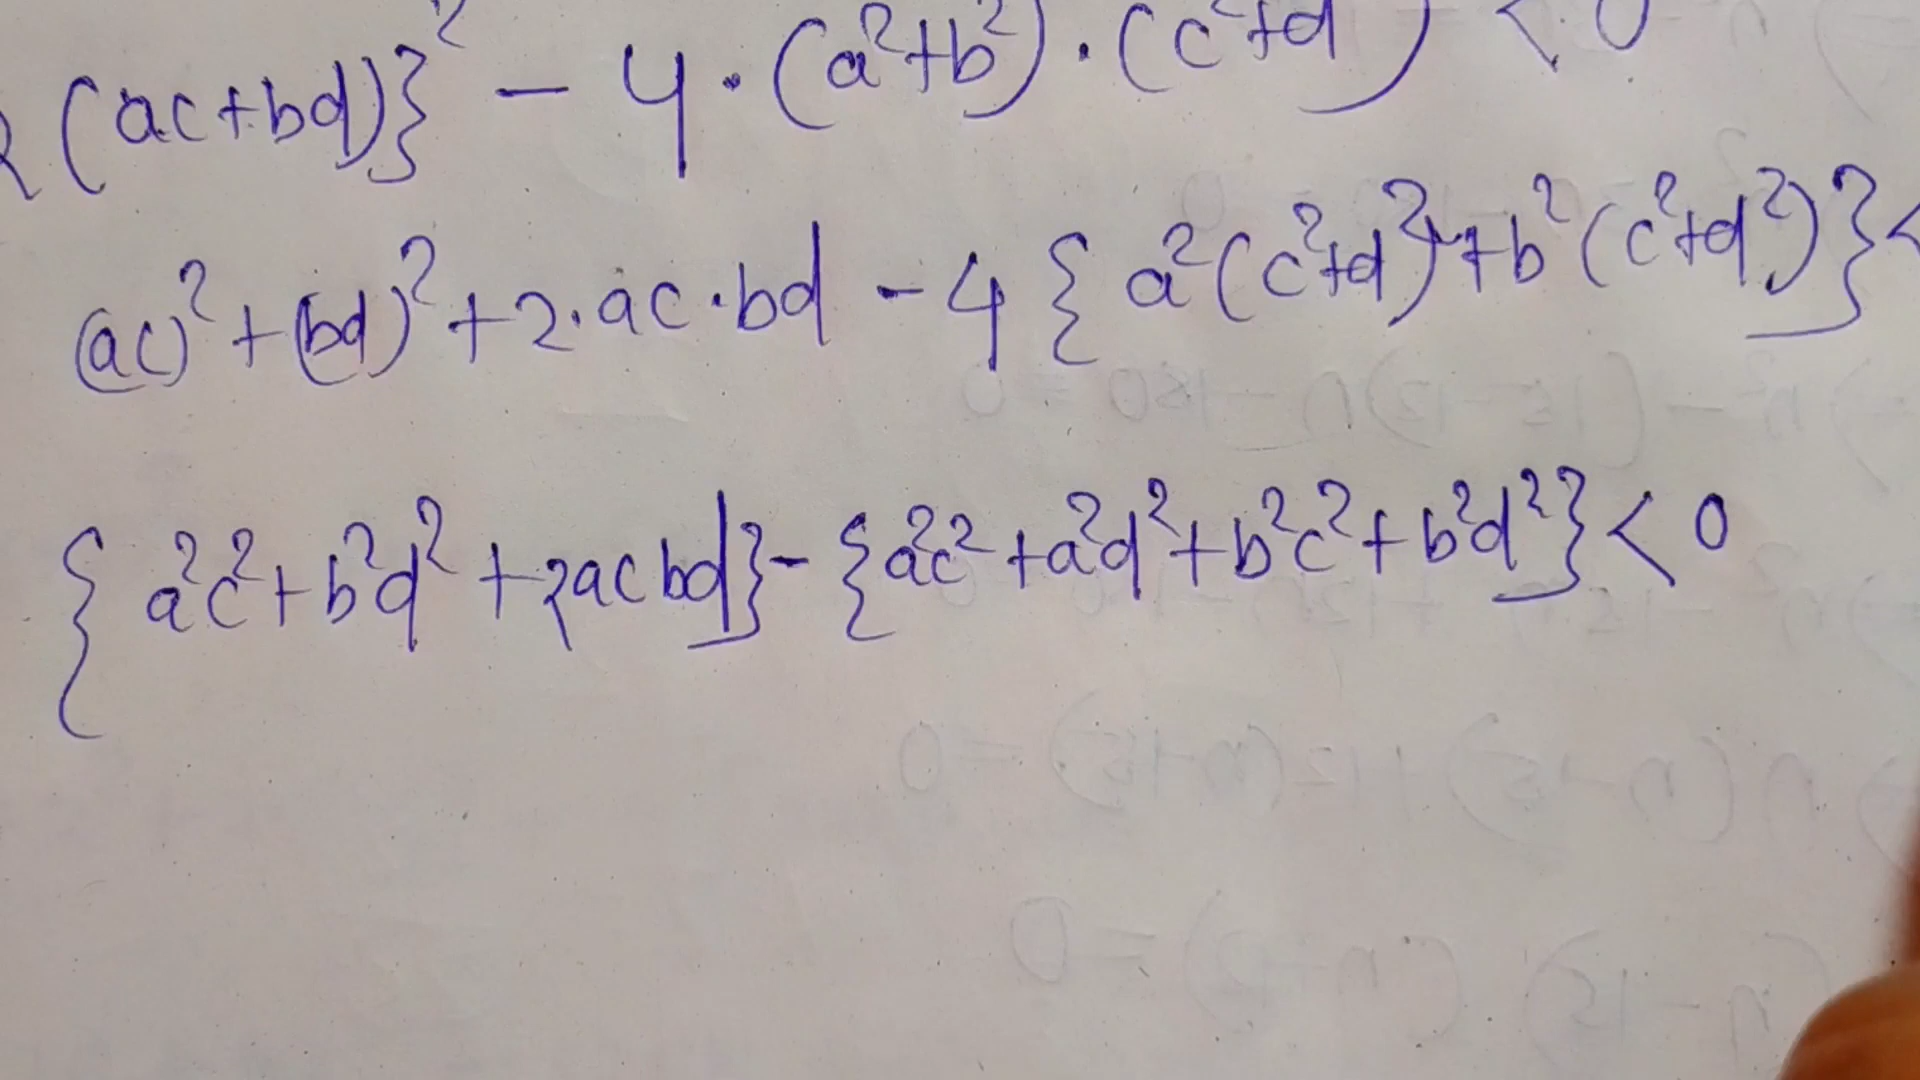 2(ac+bd)}² - 4·(a²+b²)·(c²+d) < 0
(ac)²+(bd)²+2·ac·bd - 4{a²(c²+d²)+b²(c²+d²)}<
{a²c²+b²d²+2acbd}-{a²c²+a²d²+b²c²+b²d²}<0